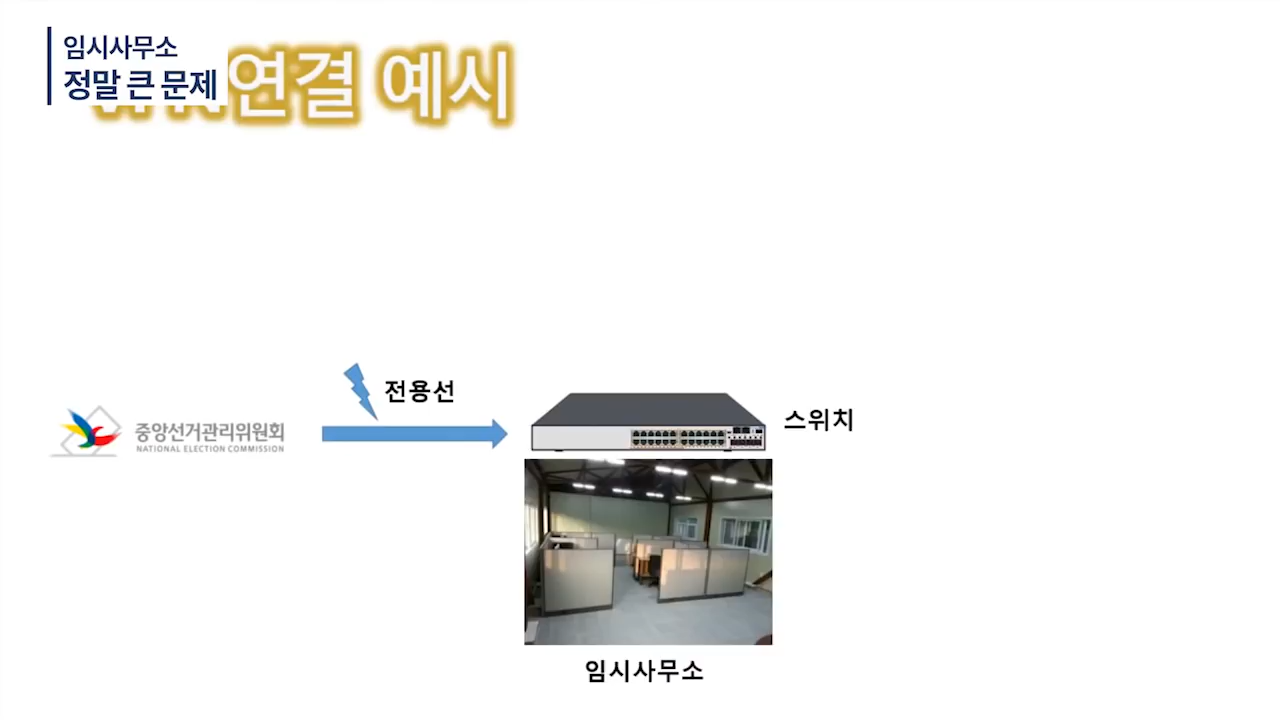 임시사무소
정말 큰 문제
연결 예시
전용선
중앙선거관리위원회
NATIONAL ELECTION COMMISSION
스위치
임시사무소